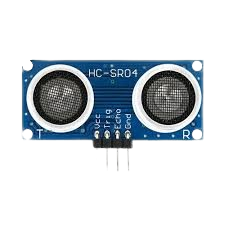 HC-SR04
T R
Vcc
Trig
Echo
Gnd